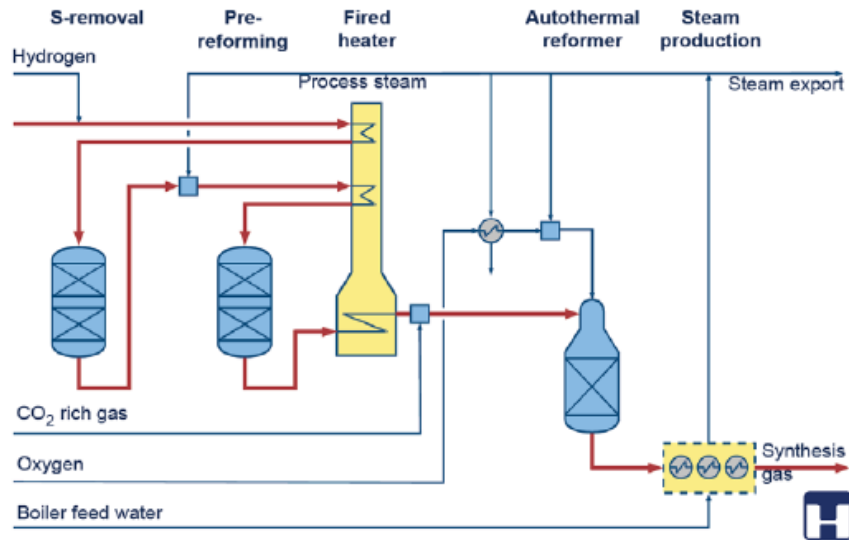 S-removal
Pre-
reforming
Fired
heater
Autothermal
reformer
Steam
production
Hydrogen
Process steam
Steam export
CO₂ rich gas
Oxygen
Synthesis
gas
Boiler feed water
H